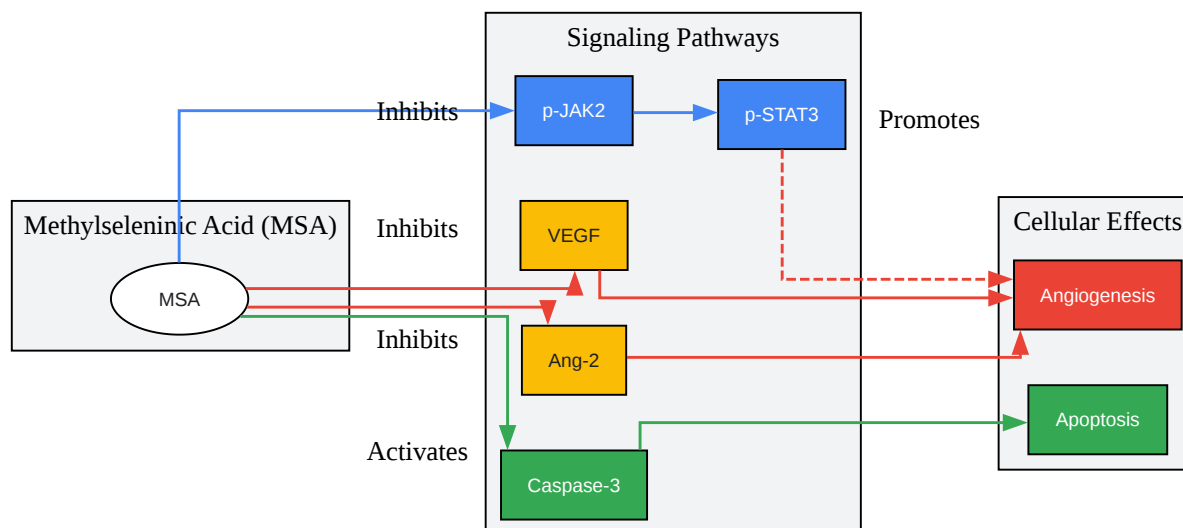 Signaling Pathways
Inhibits
p-JAK2
p-STAT3
Promotes
Methylseleninic Acid (MSA)
Inhibits
VEGF
Cellular Effects
MSA
Angiogenesis
Inhibits
Ang-2
Apoptosis
Activates
Caspase-3